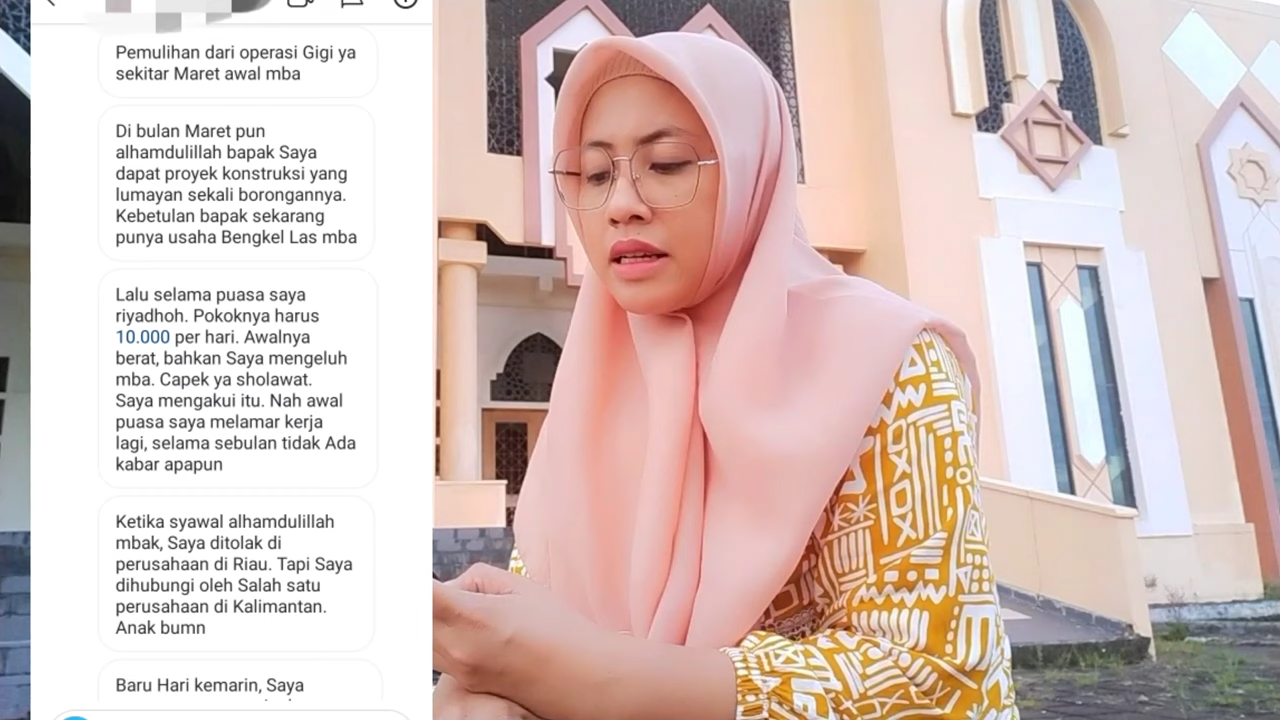 Pemulihan dari operasi Gigi ya
sekitar Maret awal mba
Di bulan Maret pun
alhamdulillah bapak Saya
dapat proyek konstruksi yang
lumayan sekali borongannya.
Kebetulan bapak sekarang
punya usaha Bengkel Las mba
Lalu selama puasa saya
riyadhoh. Pokoknya harus
10.000 per hari. Awalnya
berat, bahkan Saya mengeluh
mba. Capek ya sholawat.
Saya mengakui itu. Nah awal
puasa saya melamar kerja
lagi, selama sebulan tidak Ada
kabar apapun
Ketika syawal alhamdulillah
mbak, Saya ditolak di
perusahaan di Riau. Tapi Saya
dihubungi oleh Salah satu
perusahaan di Kalimantan.
Anak bumn
Baru Hari kemarin, Saya